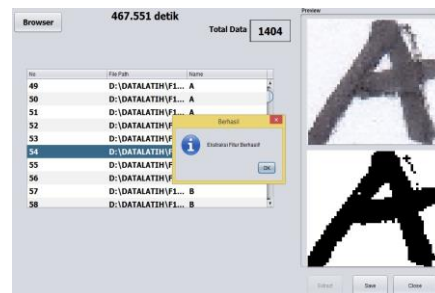 Browser
467.551 detik
Total Data 1404
Preview
No File Path Name
49 D:\DATALATIH\F1... A
50 D:\DATALATIH\F1... A
51 D:\DATALATIH\F1... A
52 D:\DATALATIH\F
53 D:\DATALATIH\F
54 D:\DATALATIH\F
55 D:\DATALATIH\F
56 D:\DATALATIH\F
57 D:\DATALATIH\F1... B
58 D:\DATALATIH\F1... B
Berhasil
Ekstraksi Fitur Berhasil!
OK
A
A
Save Close